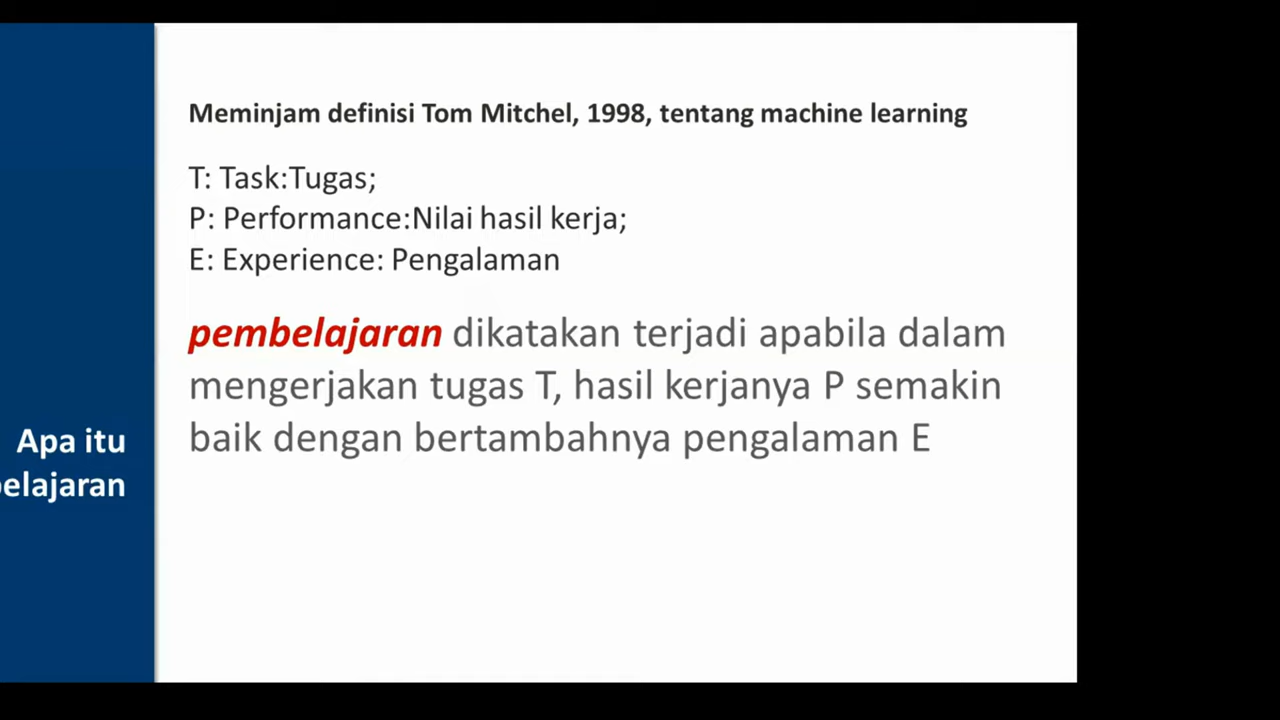 Meminjam definisi Tom Mitchel, 1998, tentang machine learning
T: Task:Tugas;
P: Performance:Nilai hasil kerja;
E: Experience: Pengalaman
pembelajaran dikatakan terjadi apabila dalam
mengerjakan tugas T, hasil kerjanya P semakin
baik dengan bertambahnya pengalaman E
Apa itu